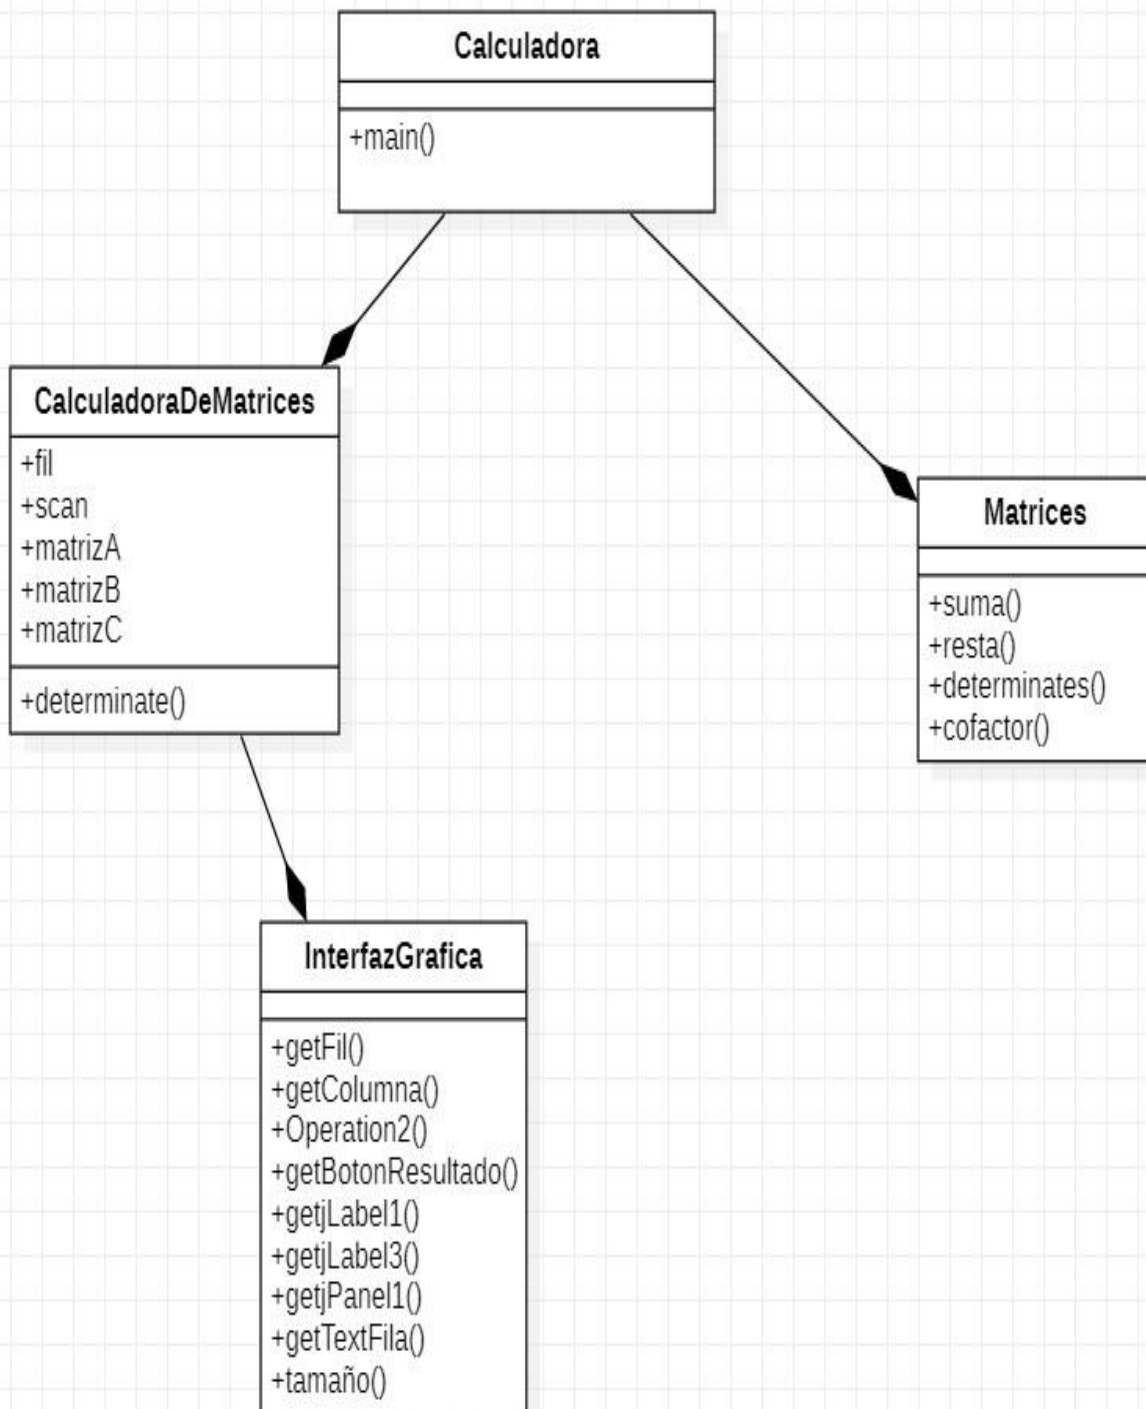 Calculadora
+main()
CalculadoraDeMatrices
+fil
+scan
+matrizA
+matrizB
+matrizC
+determinate()
Matrices
+suma()
+resta()
+determinates()
+cofactor()
InterfazGrafica
+getFil()
+getColumna()
+Operation2()
+getBotonResultado()
+getjLabel1()
+getjLabel3()
+getjPanel1()
+getTextFila()
+tamaño()